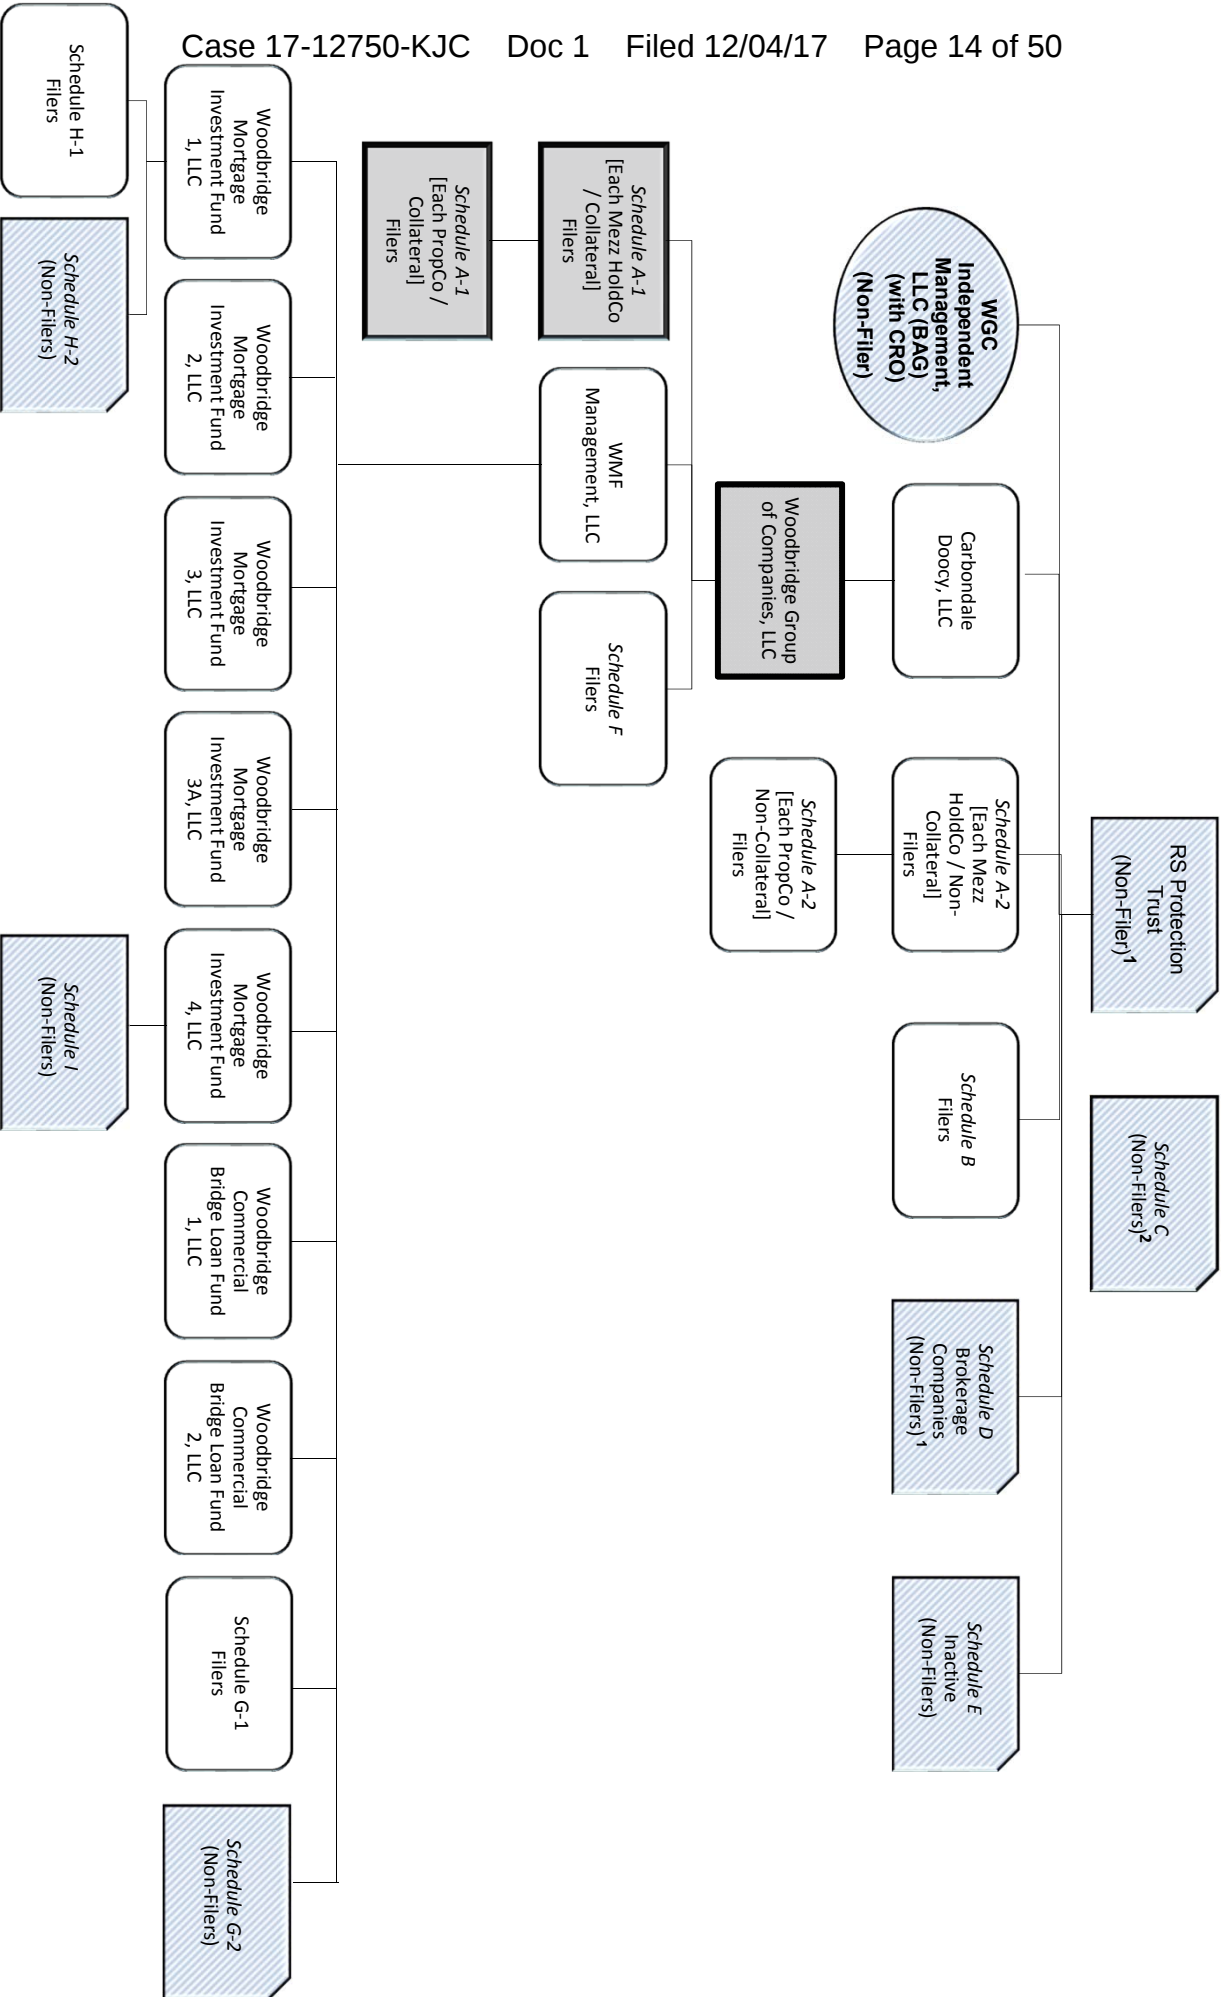 Case 17-12750-KJC Doc 1 Filed 12/04/17 Page 14 of 50
RS Protection
Trust
(Non-Filer)1
Schedule C
(Non-Filers)2
WGC
Independent
Management,
LLC (BAG)
(with CRO)
(Non-Filer)
Carbondale
Doocy, LLC
Schedule A-2
[Each Mezz
HoldCo / Non-
Collateral]
Filers
Schedule B
Filers
Schedule D
Brokerage
Companies
(Non-Filers) 1
Schedule E
Inactive
(Non-Filers)
Woodbridge Group
of Companies, LLC
Schedule A-2
[Each PropCo /
Non-Collateral]
Filers
Schedule A-1
[Each Mezz HoldCo
/ Collateral]
Filers
WMF
Management, LLC
Schedule F
Filers
Schedule A-1
[Each PropCo /
Collateral]
Filers
Woodbridge
Mortgage
Investment Fund
1, LLC
Woodbridge
Mortgage
Investment Fund
2, LLC
Woodbridge
Mortgage
Investment Fund
3, LLC
Woodbridge
Mortgage
Investment Fund
3A, LLC
Woodbridge
Mortgage
Investment Fund
4, LLC
Woodbridge
Commercial
Bridge Loan Fund
1, LLC
Woodbridge
Commercial
Bridge Loan Fund
2, LLC
Schedule G-1
Filers
Schedule G-2
(Non-Filers)
Schedule H-1
Filers
Schedule H-2
(Non-Filers)
Schedule I
(Non-Filers)